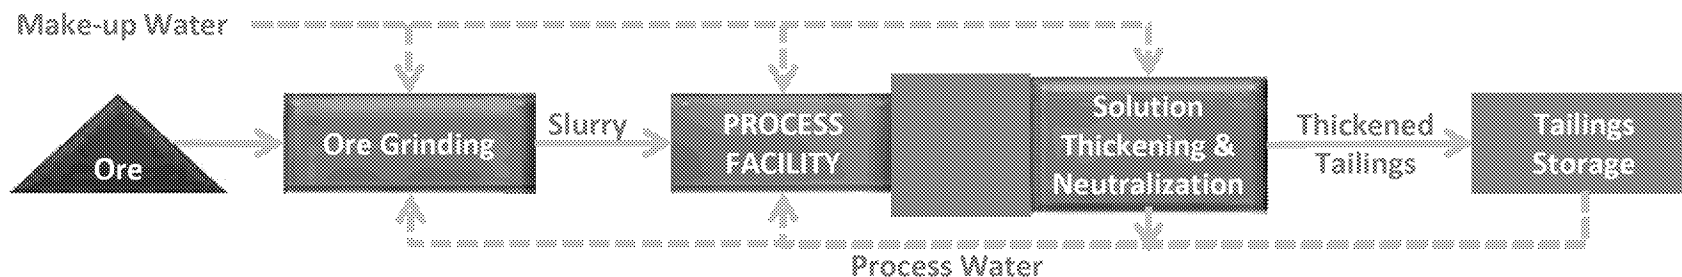 Make-up Water
Ore
Ore Grinding
Slurry
PROCESS
FACILITY
Solution
Thickening &
Neutralization
Thickened
Tailings
Tailings
Storage
Process Water